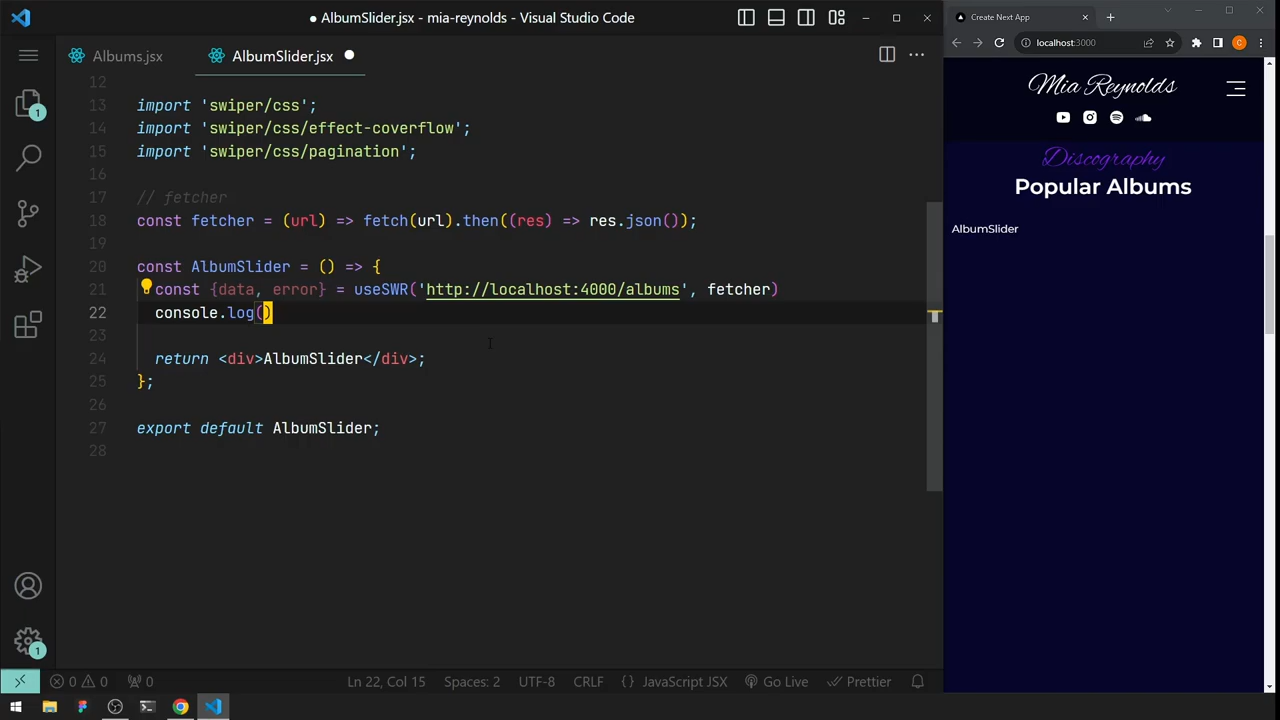 AlbumSlider.jsx - mia-reynolds - Visual Studio Code
Albums.jsx
AlbumSlider.jsx
12
13 import 'swiper/css';
14 import 'swiper/css/effect-coverflow';
15 import 'swiper/css/pagination';
16
17 // fetcher
18 const fetcher = (url) => fetch(url).then((res) => res.json());
19
20 const AlbumSlider = () => {
21 const {data, error} = useSWR('http://localhost:4000/albums', fetcher)
22 console.log()
23
24 return <div>AlbumSlider</div>;
25 };
26
27 export default AlbumSlider;
28
1
1
0 0 0 Ln 22, Col 15 Spaces: 2 UTF-8 CRLF {} JavaScript JSX Go Live Prettier
Create Next App
localhost:3000
C
Mia Reynolds
Discography
Popular Albums
AlbumSlider